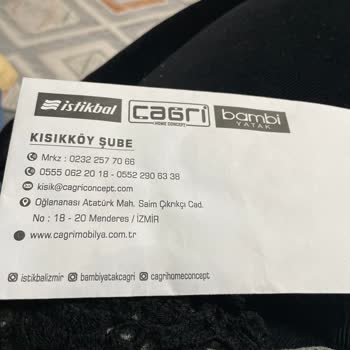 istikbal CAGRI HOME CONCEPT bambi YATAK
KISIKKÖY ŞUBE
Mrkz : 0232 257 70 66
0555 062 20 18 - 0552 290 63 38
kisik@cagriconcept.com
Oğlananası Atatürk Mah. Saim Çıkrıkçı Cad.
No : 18 - 20 Menderes / İZMİR
www.cagrimobilya.com.tr
istikbalizmir bambiyatakcagri cagrihomeconcept